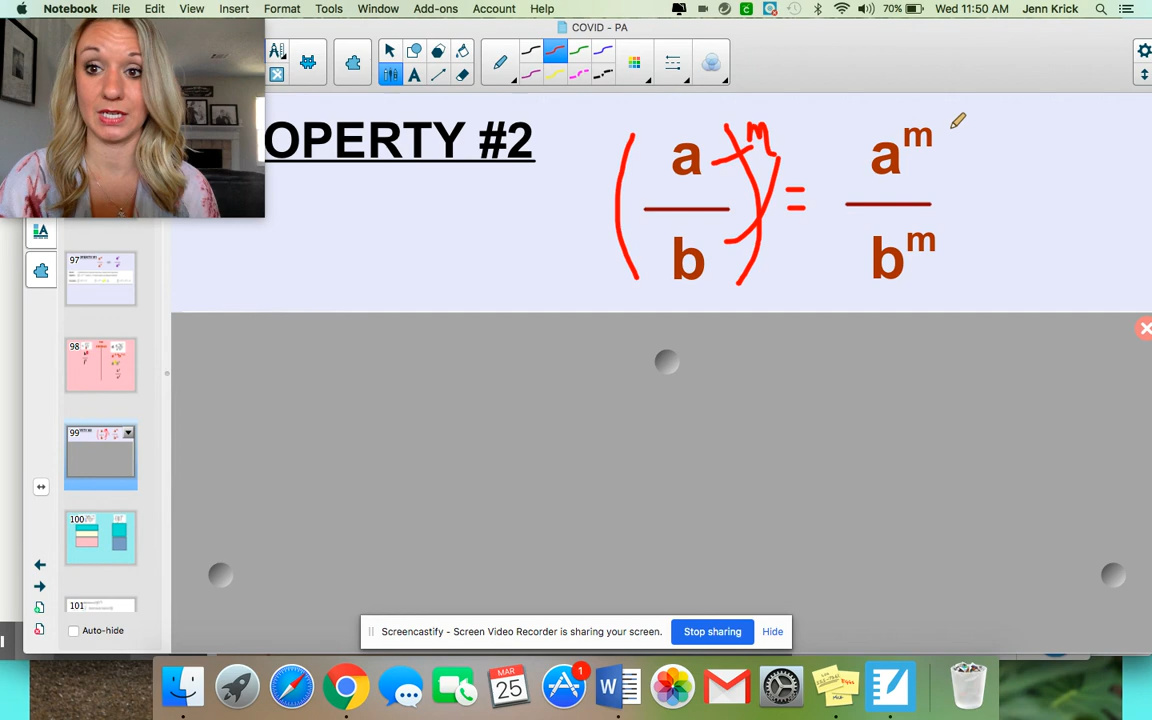 Notebook File Edit View Insert Format Tools Window Add-ons Account Help 70% Wed 11:50 AM Jenn Krick
COVID - PA
OPERTY #2
( a / b )^m = a^m / b^m
97
98
99
100
101
Auto-hide
Screencastify - Screen Video Recorder is sharing your screen. Stop sharing Hide
MAR
25
1
W